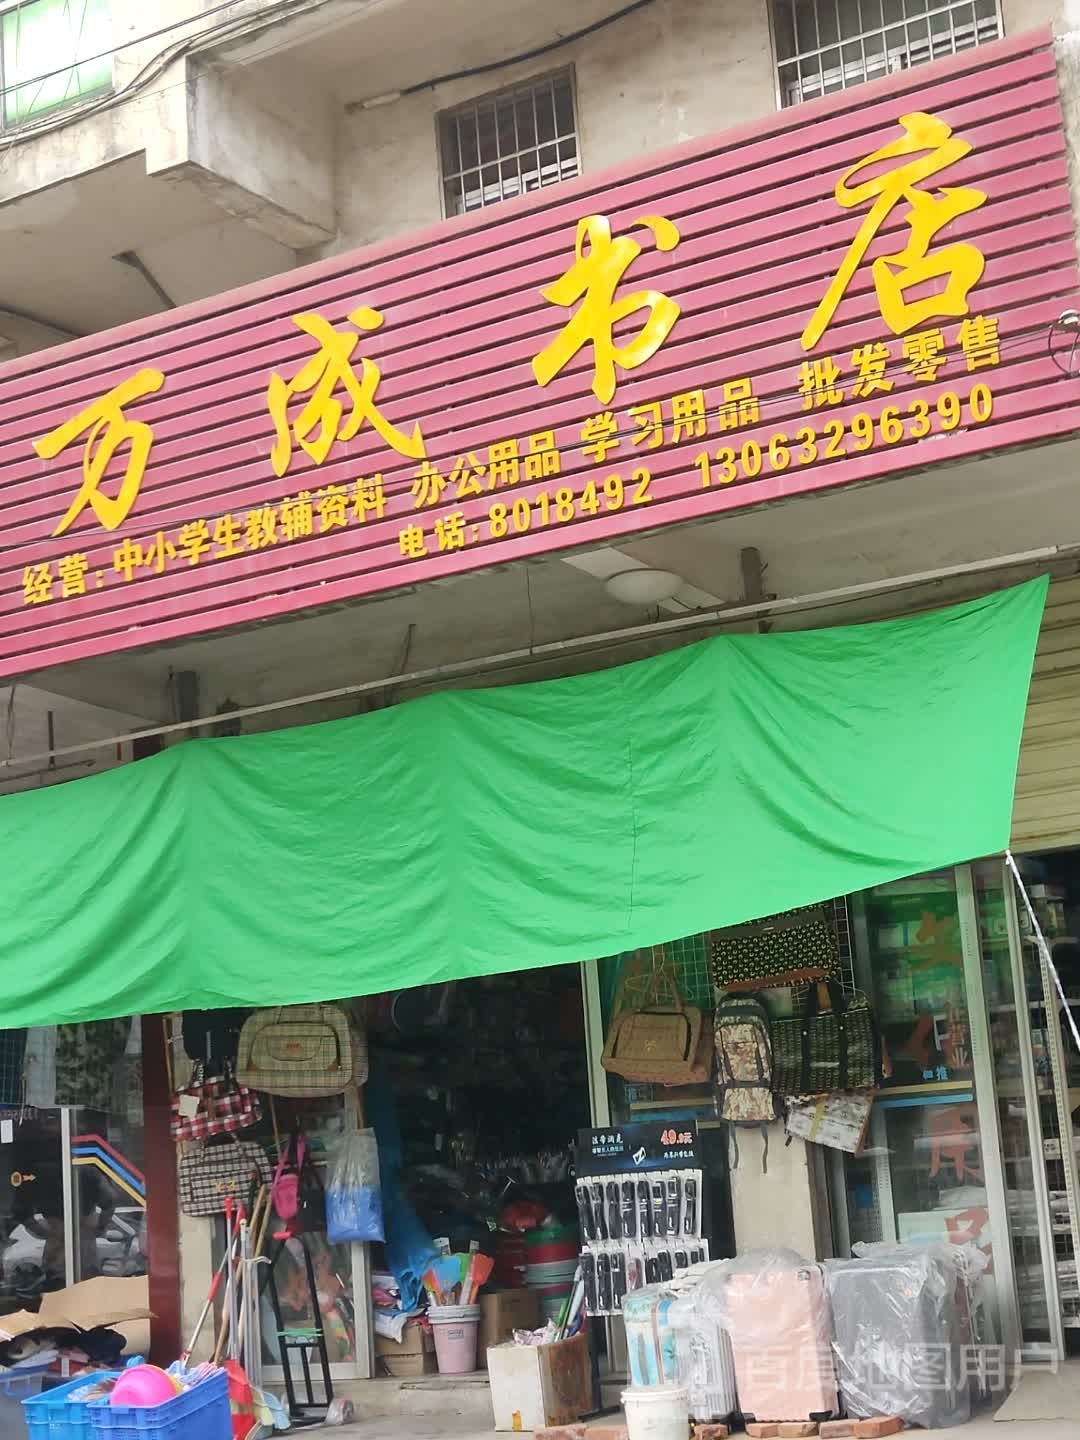 万成书店
经营:中小学生教辅资料 办公用品 学习用品 批发零售
电话:8018492 13063296390
49.9元
百度地图用户